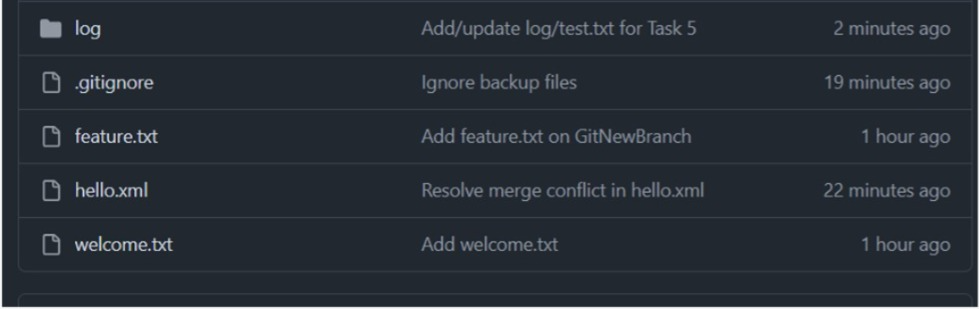 log Add/update log/test.txt for Task 5 2 minutes ago
.gitignore Ignore backup files 19 minutes ago
feature.txt Add feature.txt on GitNewBranch 1 hour ago
hello.xml Resolve merge conflict in hello.xml 22 minutes ago
welcome.txt Add welcome.txt 1 hour ago